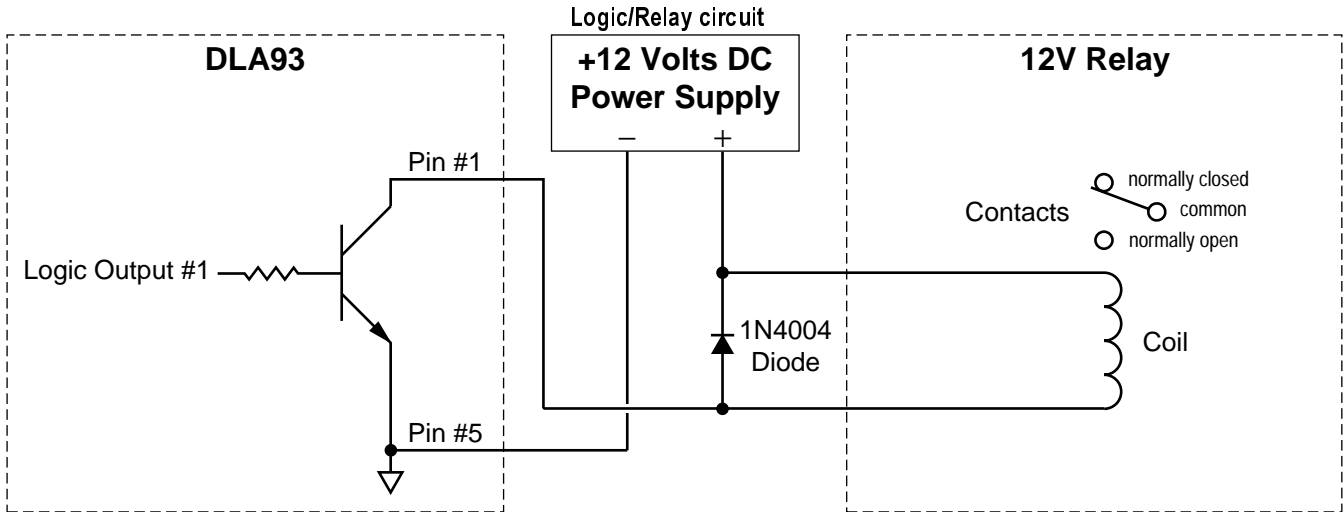 Logic/Relay circuit
DLA93
+12 Volts DC
Power Supply
– +
12V Relay
Pin #1
normally closed
Contacts
common
normally open
Logic Output #1
1N4004
Diode
Coil
Pin #5